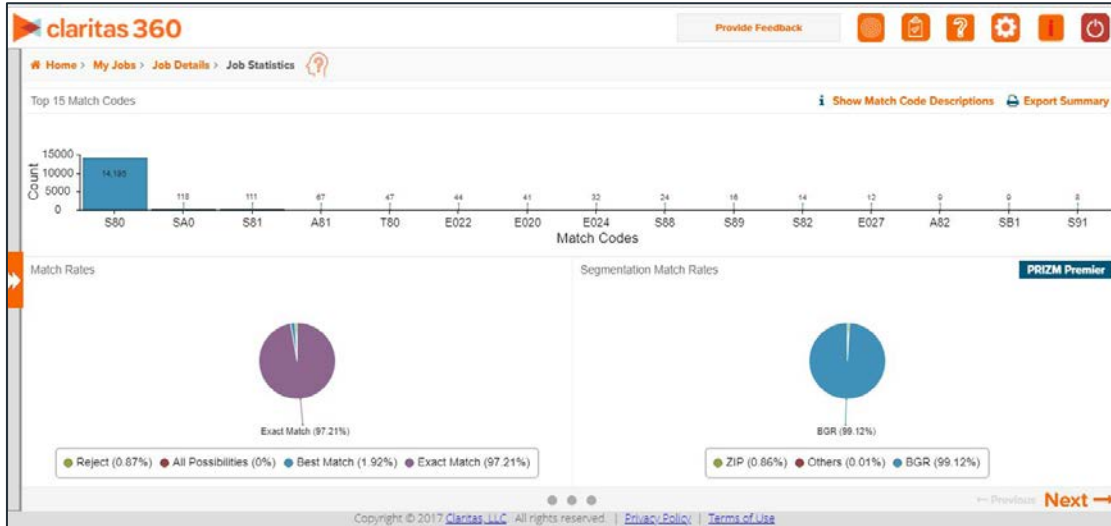 claritas 360
Provide Feedback
Home > My Jobs > Job Details > Job Statistics
Top 15 Match Codes
Show Match Code Descriptions
Export Summary
15000
10000
5000
0
Count
14,195
111
67
47
44
41
32
24
14
12
S80
SA0
S81
A81
T80
E022
E020
E024
S88
S89
S82
E027
A82
SB1
S91
Match Codes
Match Rates
Exact Match (97.21%)
Reject (0.87%) All Possibilities (0%) Best Match (1.92%) Exact Match (97.21%)
Segmentation Match Rates
PRIZM Premier
BGR (99.12%)
ZIP (0.86%) Others (0.01%) BGR (99.12%)
← Previous Next →
Copyright © 2017 Claritas, LLC All rights reserved. | Privacy Policy | Terms of Use